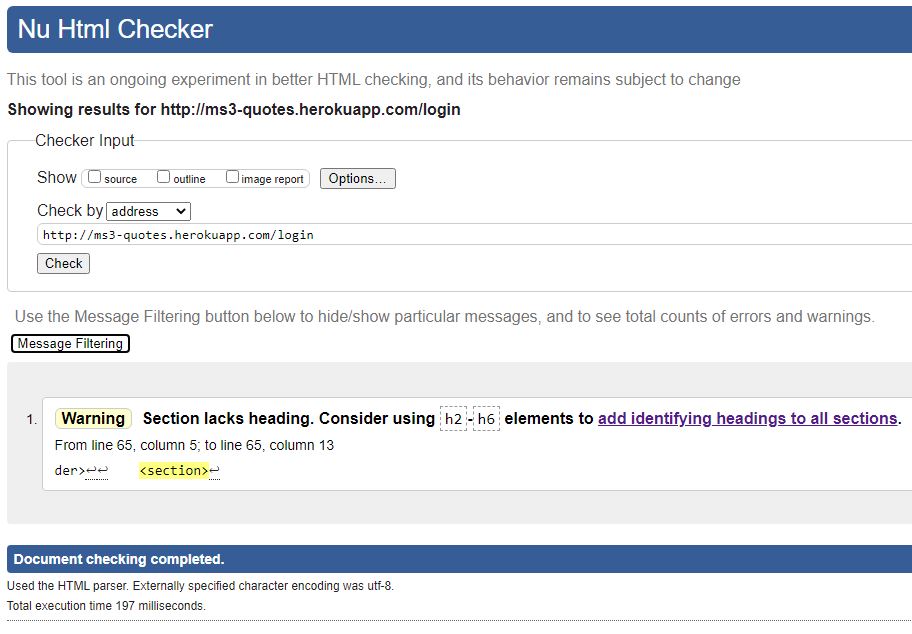 Nu Html Checker
This tool is an ongoing experiment in better HTML checking, and its behavior remains subject to change
Showing results for http://ms3-quotes.herokuapp.com/login
Checker Input
Show source outline image report Options...
Check by address
http://ms3-quotes.herokuapp.com/login
Check
Use the Message Filtering button below to hide/show particular messages, and to see total counts of errors and warnings.
Message Filtering
1. Warning Section lacks heading. Consider using h2-h6 elements to add identifying headings to all sections.
From line 65, column 5; to line 65, column 13
der>↩↩ <section>↩
Document checking completed.
Used the HTML parser. Externally specified character encoding was utf-8.
Total execution time 197 milliseconds.